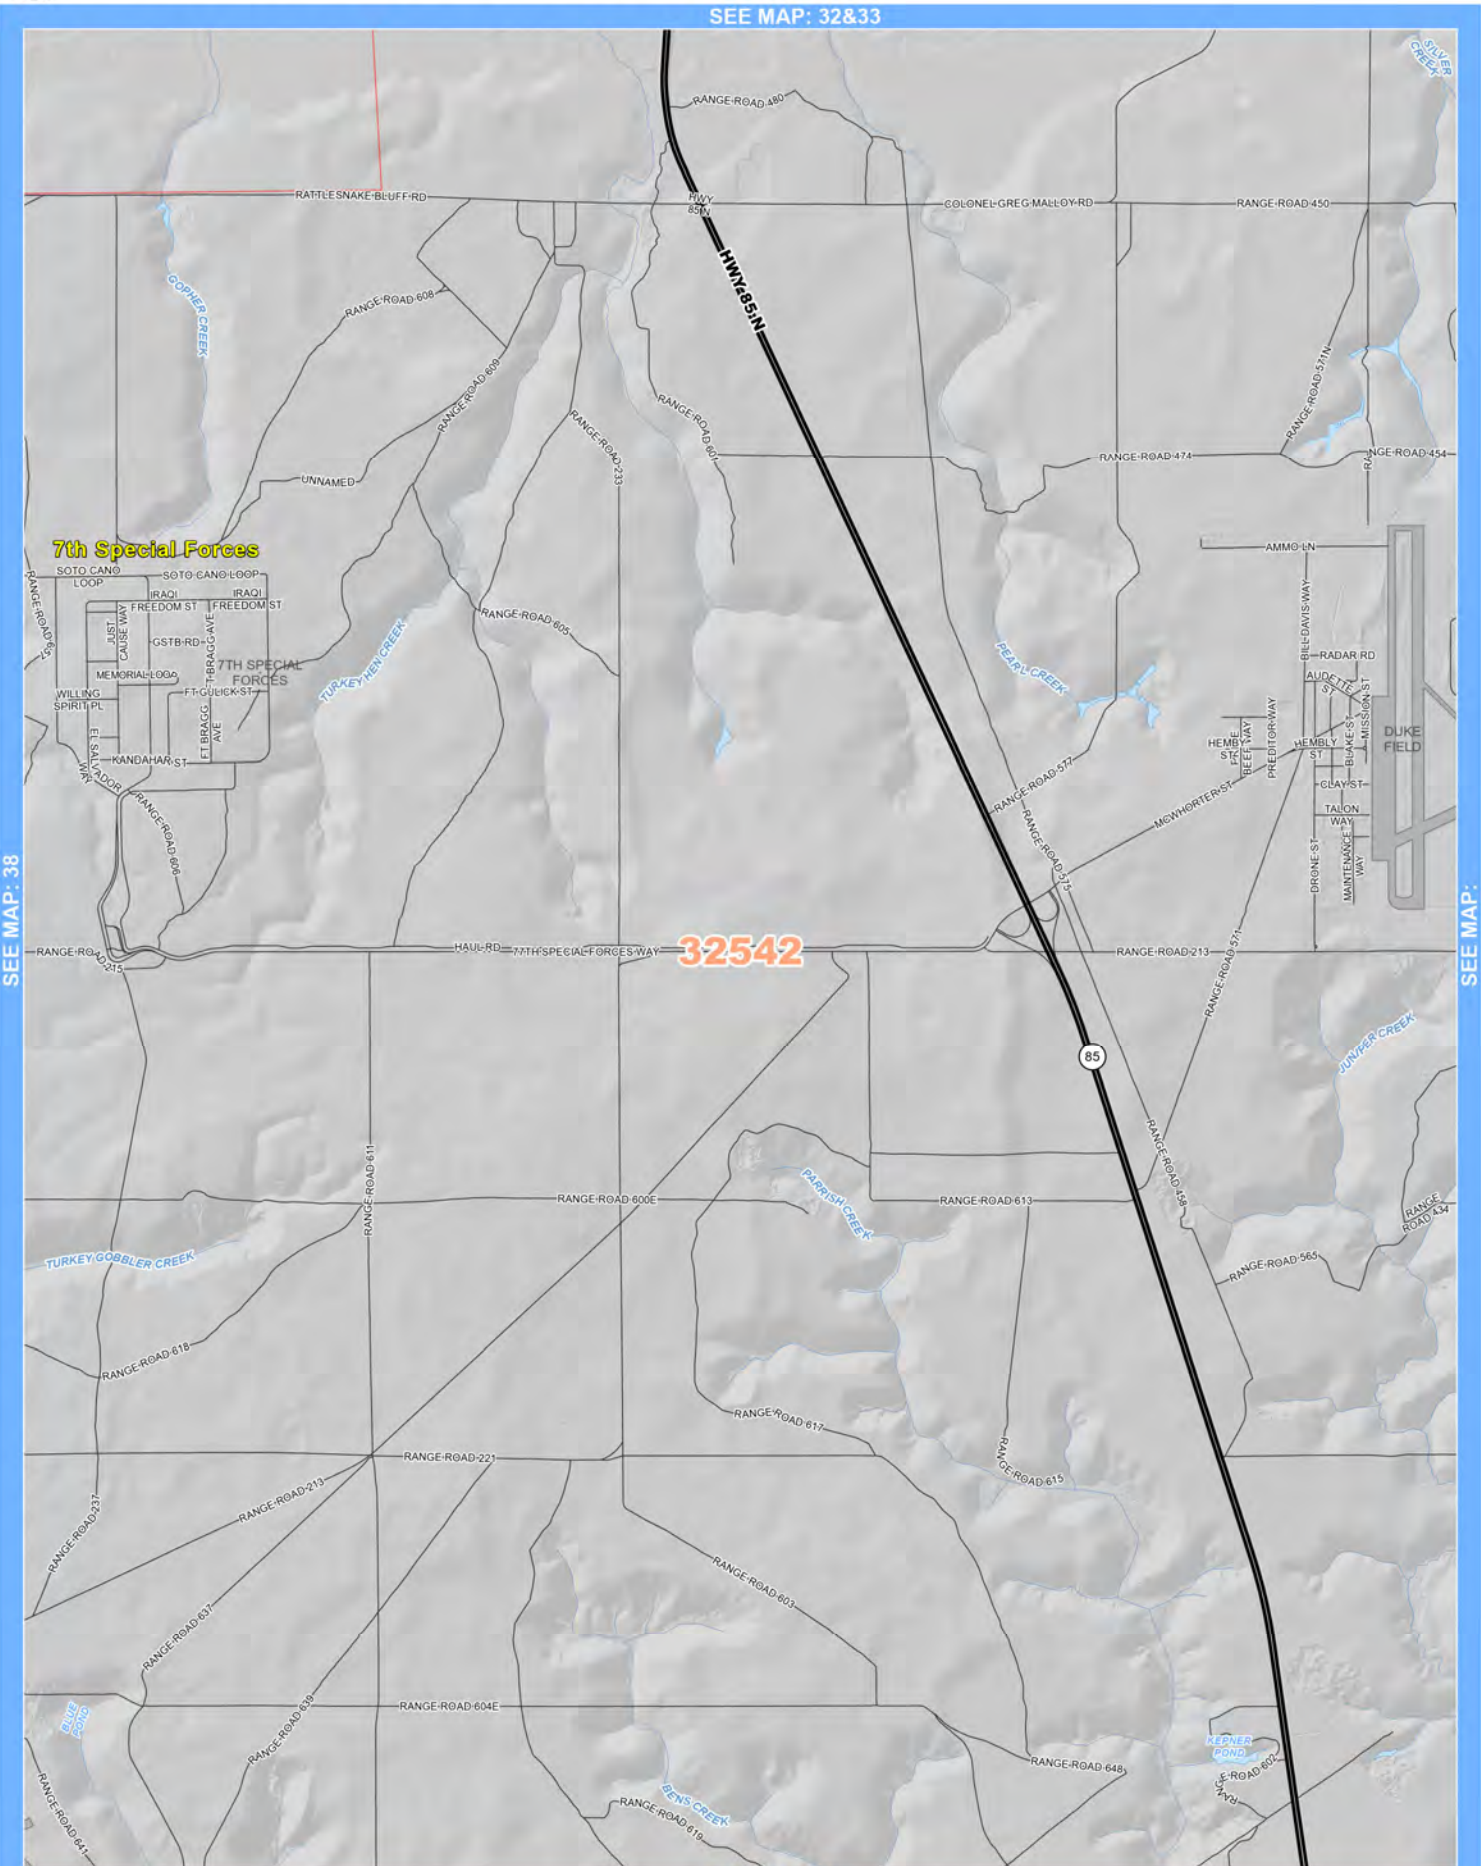 SEE MAP: 32&33
SILVER
CREEK
RANGE ROAD 480
RATTLESNAKE BLUFF RD
HWY
85 N
COLONEL GREG MALLOY RD
RANGE ROAD 450
HWY 85 N
GOPHER CREEK
RANGE ROAD 608
RANGE ROAD 609
RANGE ROAD 571N
RANGE ROAD 601
RANGE ROAD 233
RANGE ROAD 474
RANGE ROAD 454
UNNAMED
7th Special Forces
AMMO LN
SOTO CANO
LOOP
SOTO CANO LOOP
IRAQI
FREEDOM ST
IRAQI
FREEDOM ST
JUST
CAUSE WAY
GSTB RD
FT BRAGG AVE
MEMORIAL LOOP
7TH SPECIAL
FORCES
FT GULICK ST
WILLING
SPIRIT PL
FT BRAGG
AVE
EL SALVADOR
WAY
KANDAHAR ST
RANGE ROAD 606
TURKEY HEN CREEK
RANGE ROAD 605
PEARL CREEK
BILL DAVIS WAY
RADAR RD
AUDETTE
ST
MISSION ST
BLAKE ST
PREDITOR WAY
BEEF WAY
HEMBY
ST
HEMBLY
ST
DUKE
FIELD
CLAY ST
TALON
WAY
MAINTENANCE
WAY
DRONE ST
MCWHORTER ST
RANGE ROAD 577
RANGE ROAD 575
SEE MAP: 38
SEE MAP:
RANGE ROAD 215
HAUL RD
77TH SPECIAL FORCES WAY
32542
RANGE ROAD 213
RANGE ROAD 571
85
JUNIPER CREEK
RANGE ROAD 611
RANGE ROAD 458
RANGE ROAD 600E
PARRISH CREEK
RANGE ROAD 613
RANGE
ROAD 434
TURKEY GOBBLER CREEK
RANGE ROAD 565
RANGE ROAD 618
RANGE ROAD 617
RANGE ROAD 221
RANGE ROAD 615
RANGE ROAD 213
RANGE ROAD 237
RANGE ROAD 603
RANGE ROAD 637
RANGE ROAD 604E
RANGE ROAD 639
BLUE
POND
KEPNER
POND
RANGE ROAD 602
RANGE ROAD 648
RANGE ROAD 641
BENS CREEK
RANGE ROAD 619